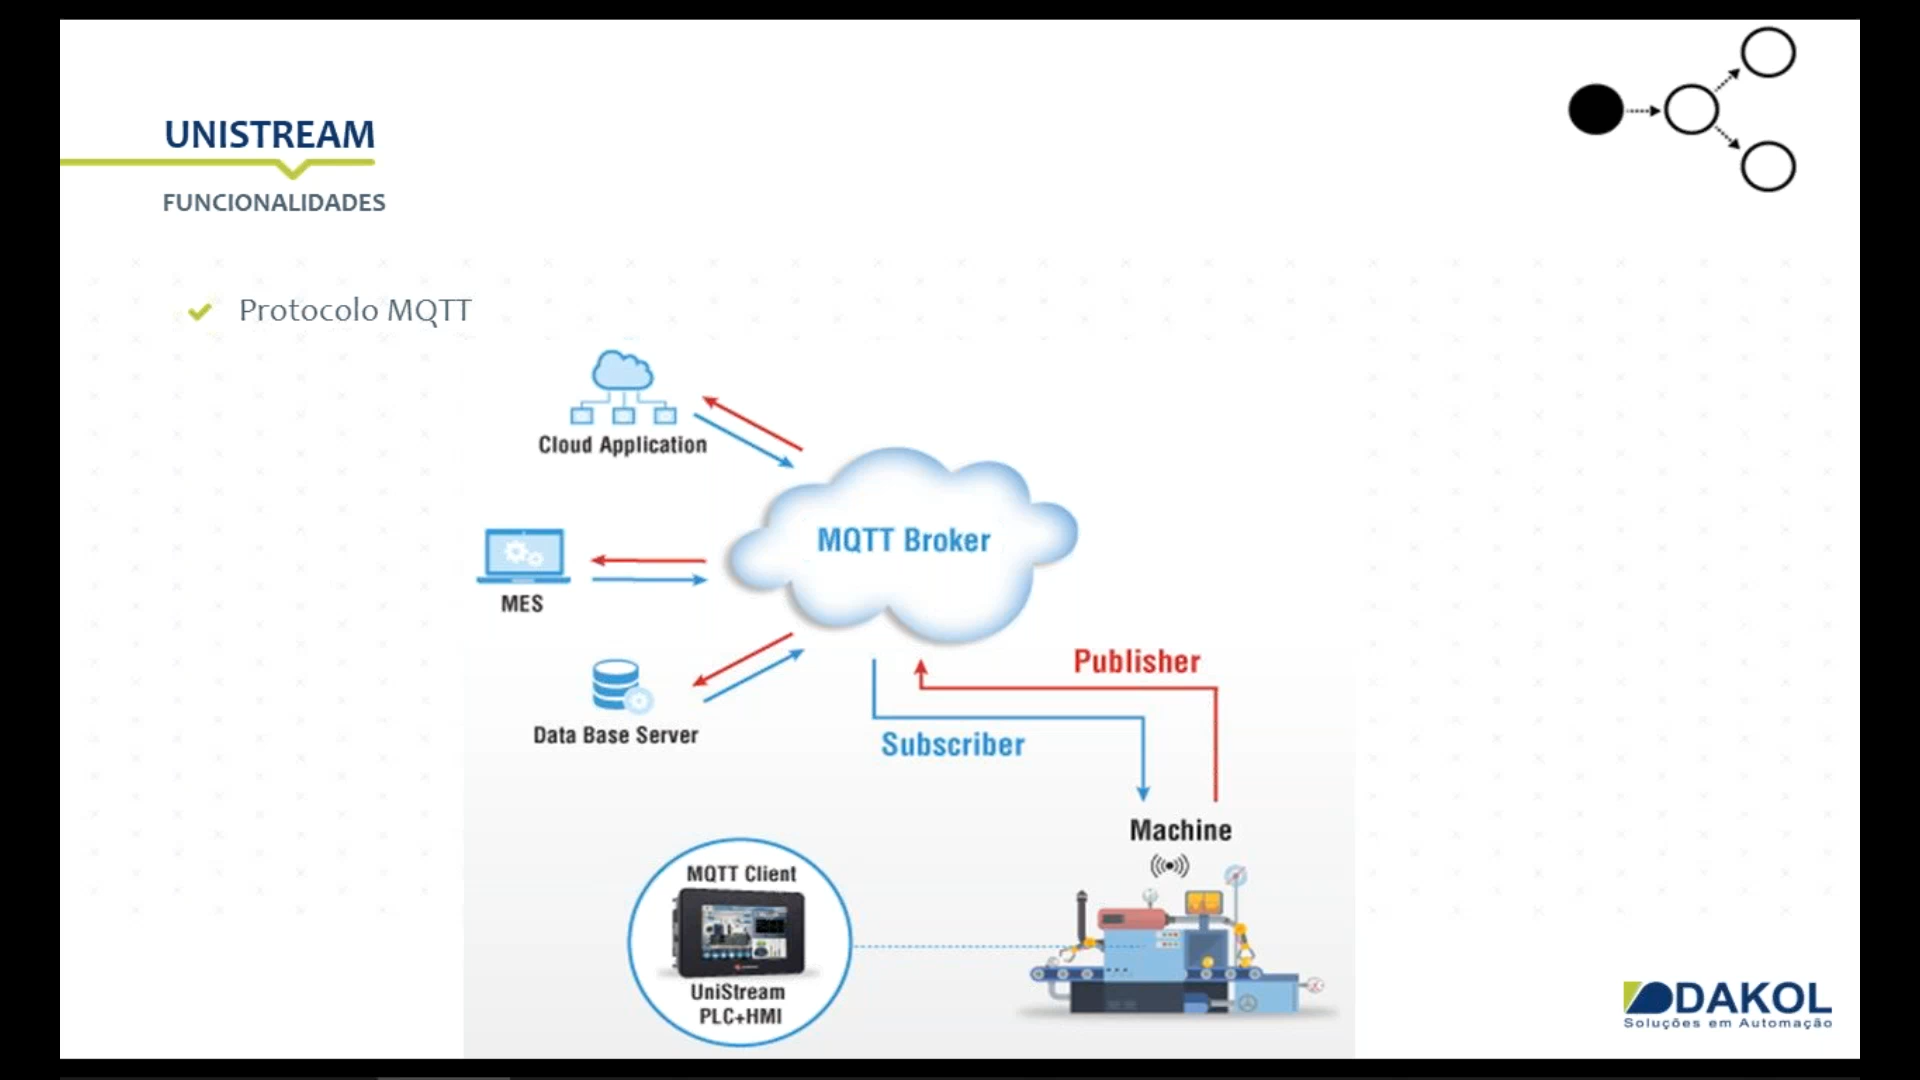 UNISTREAM
FUNCIONALIDADES
Protocolo MQTT
Cloud Application
MQTT Broker
MES
Publisher
Data Base Server
Subscriber
Machine
MQTT Client
UniStream
PLC+HMI
DAKOL
Soluções em Automação